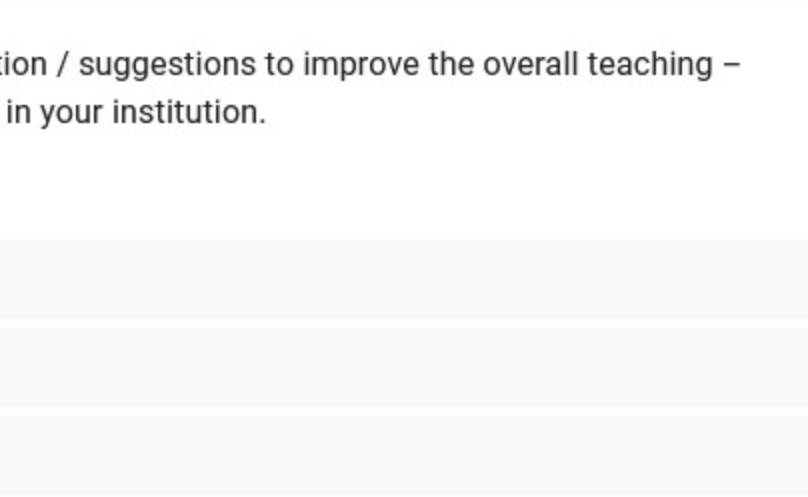 tion / suggestions to improve the overall teaching –
in your institution.